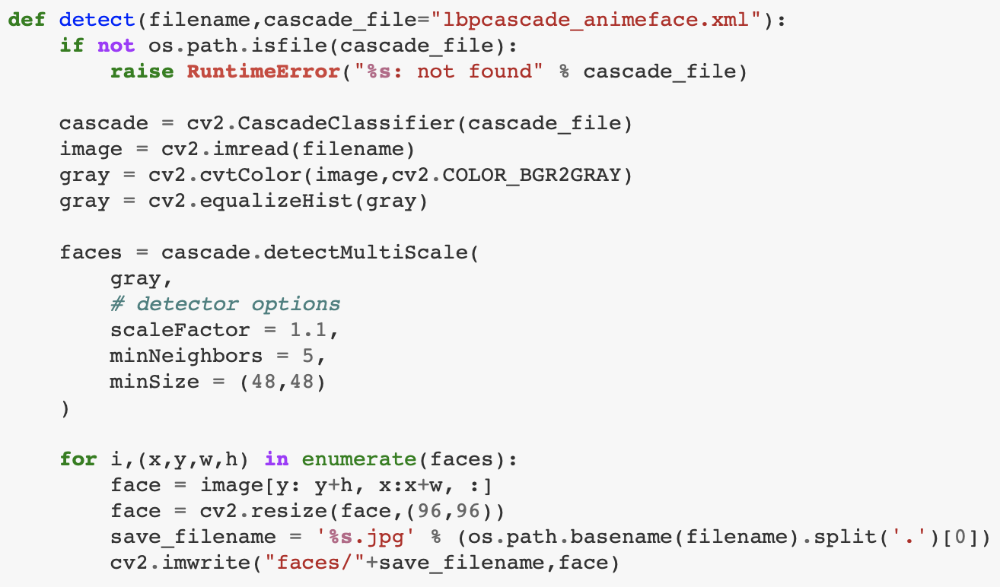 def detect(filename,cascade_file="lbpcascade_animeface.xml"):
    if not os.path.isfile(cascade_file):
        raise RuntimeError("%s: not found" % cascade_file)

    cascade = cv2.CascadeClassifier(cascade_file)
    image = cv2.imread(filename)
    gray = cv2.cvtColor(image,cv2.COLOR_BGR2GRAY)
    gray = cv2.equalizeHist(gray)

    faces = cascade.detectMultiScale(
        gray,
        # detector options
        scaleFactor = 1.1,
        minNeighbors = 5,
        minSize = (48,48)
    )

    for i,(x,y,w,h) in enumerate(faces):
        face = image[y: y+h, x:x+w, :]
        face = cv2.resize(face,(96,96))
        save_filename = '%s.jpg' % (os.path.basename(filename).split('.')[0])
        cv2.imwrite("faces/"+save_filename,face)